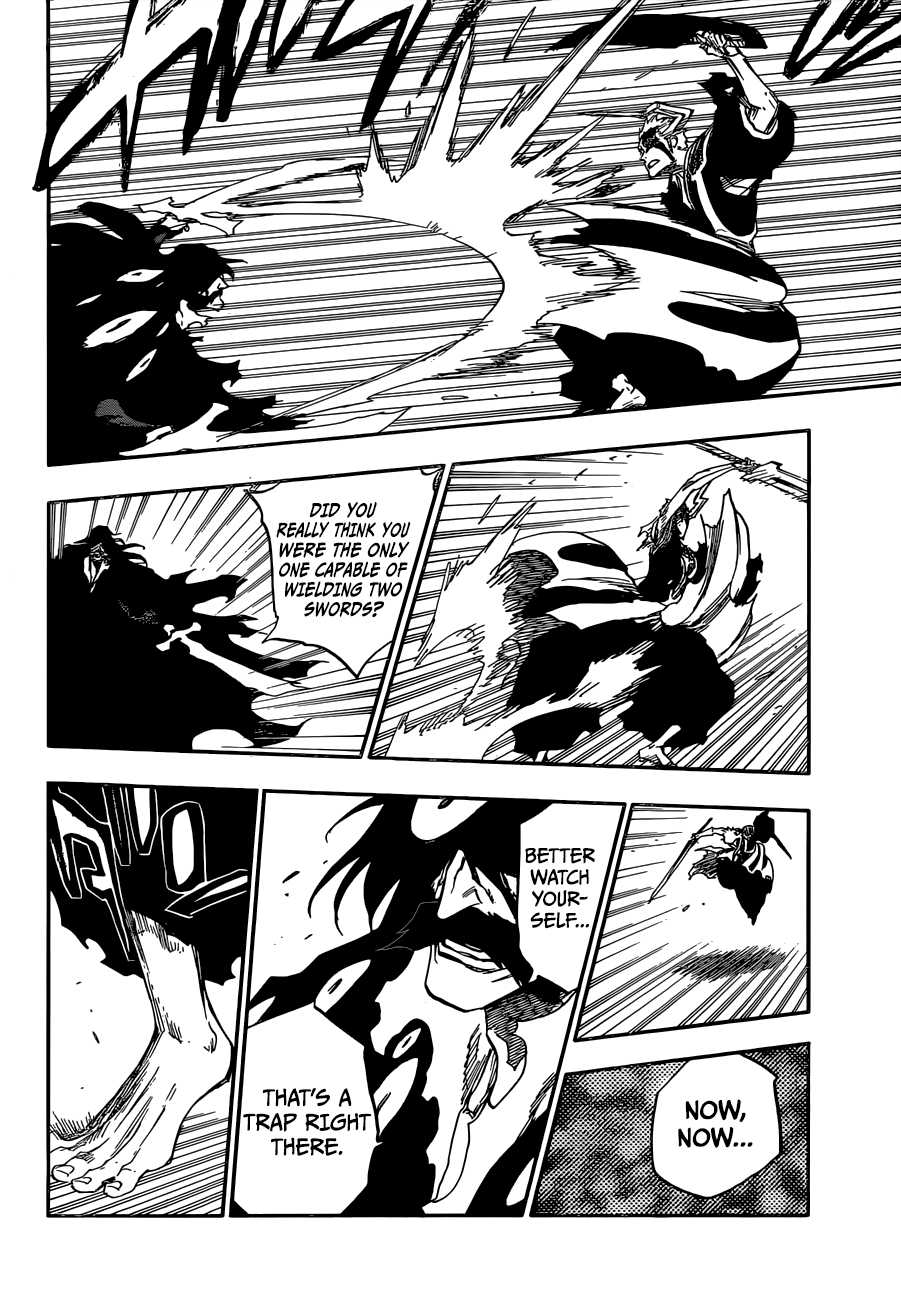 DID YOU
REALLY THINK YOU
WERE THE ONLY
ONE CAPABLE OF
WIELDING TWO
SWORDS?
NOW,
NOW...
BETTER
WATCH
YOUR-
SELF...
THAT'S A
TRAP RIGHT
THERE.